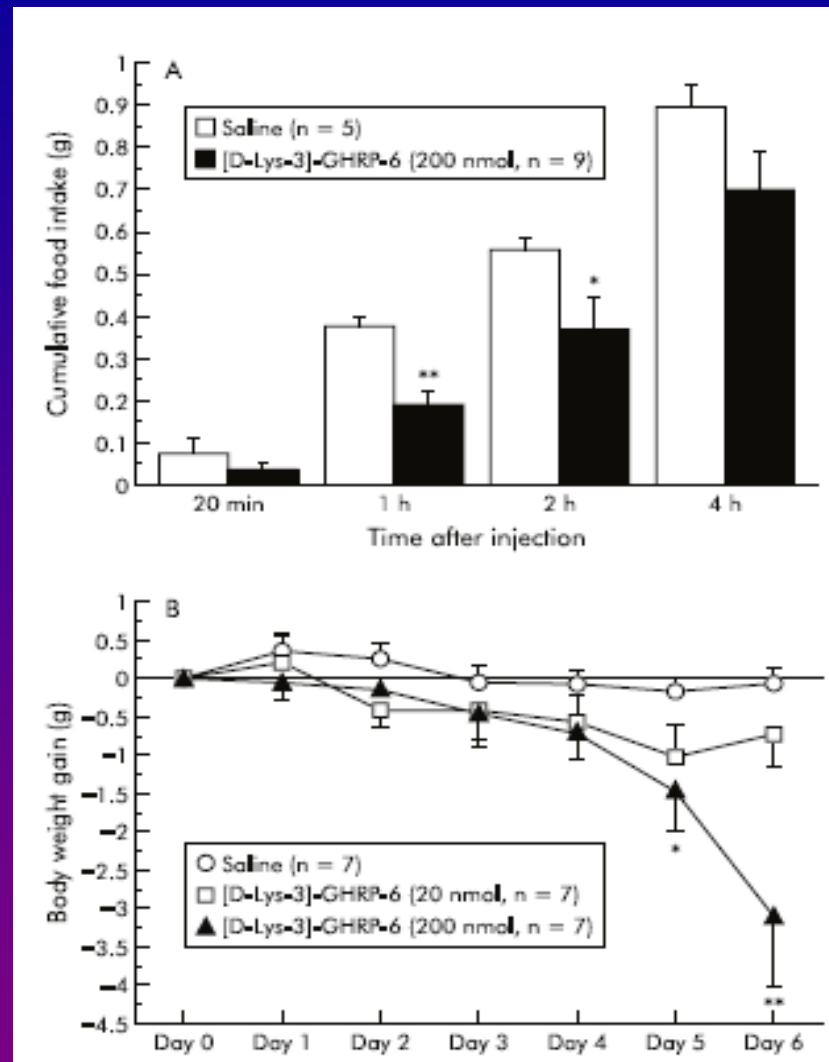 A
1
0.9
0.8
0.7
0.6
0.5
0.4
0.3
0.2
0.1
0
Cumulative food intake (g)
Saline (n = 5)
[D-Lys-3]-GHRP-6 (200 nmol, n = 9)
**
*
20 min 1 h 2 h 4 h
Time after injection
B
1
0.5
0
−0.5
−1
−1.5
−2
−2.5
−3
−3.5
−4
−4.5
Body weight gain (g)
Saline (n = 7)
[D-Lys-3]-GHRP-6 (20 nmol, n = 7)
[D-Lys-3]-GHRP-6 (200 nmol, n = 7)
*
**
Day 0 Day 1 Day 2 Day 3 Day 4 Day 5 Day 6